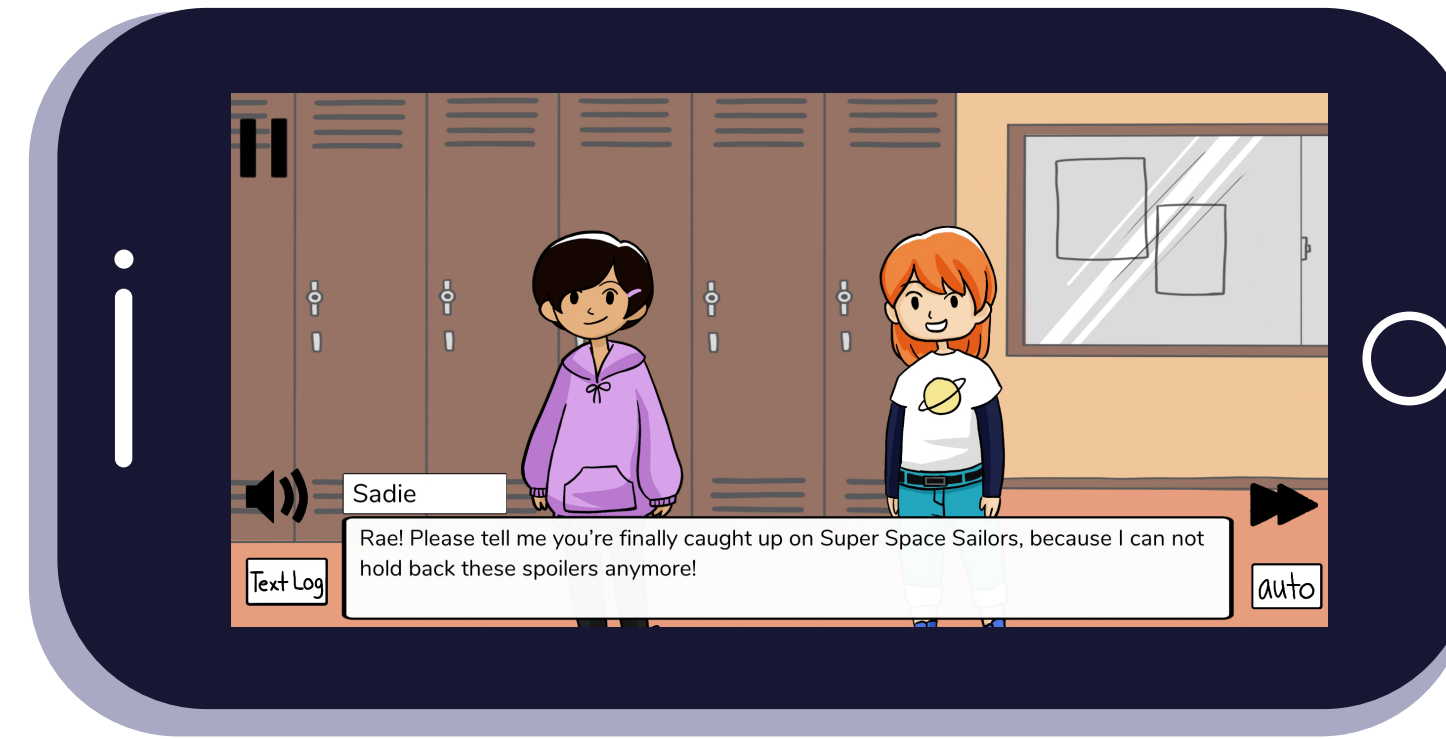 Sadie
Rae! Please tell me you’re finally caught up on Super Space Sailors, because I can not
hold back these spoilers anymore!
Text Log
auto